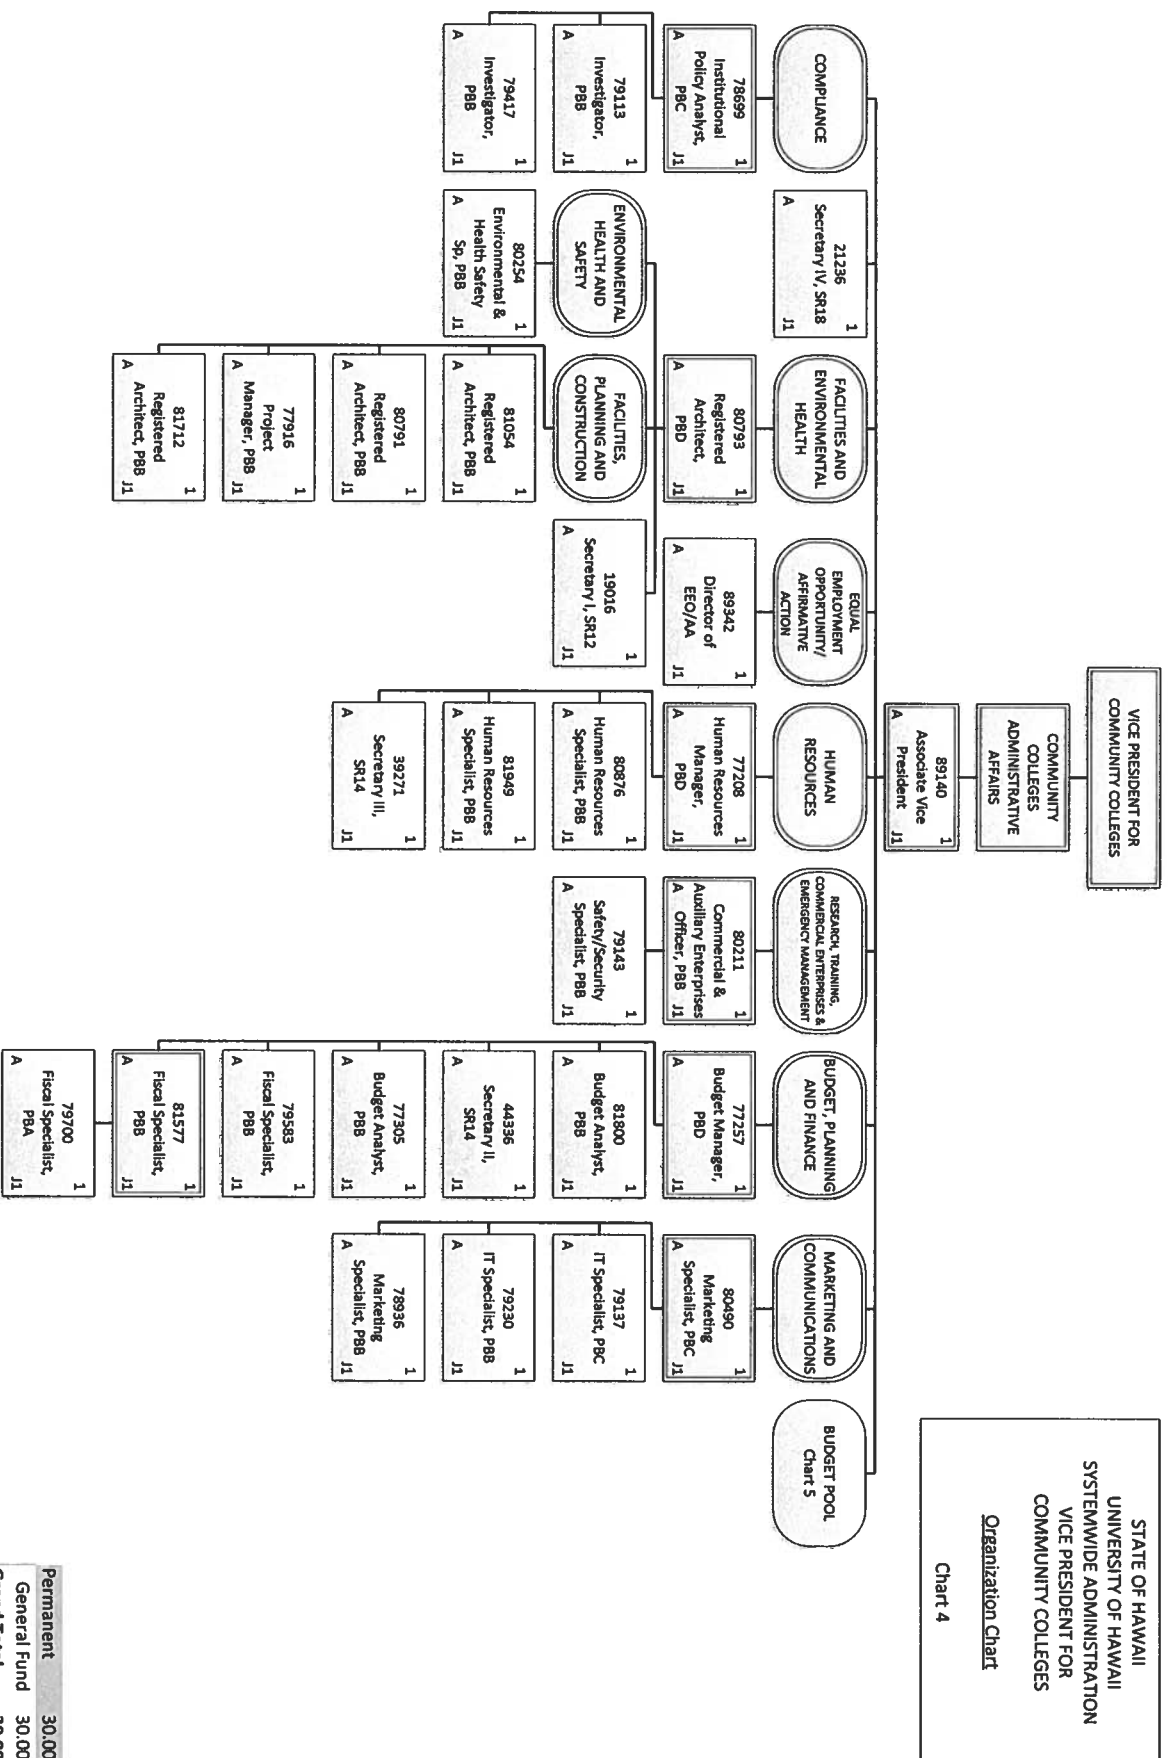 STATE OF HAWAII
UNIVERSITY OF HAWAII
SYSTEMWIDE ADMINISTRATION
VICE PRESIDENT FOR
COMMUNITY COLLEGES
Organization Chart
Chart 4
VICE PRESIDENT FOR
COMMUNITY COLLEGES
COMMUNITY
COLLEGES
ADMINISTRATIVE
AFFAIRS
89140 1
Associate Vice
President
A J1
COMPLIANCE
78699 1
Institutional
Policy Analyst,
PBC
A J1
79113 1
Investigator,
PBB
A J1
79417 1
Investigator,
PBB
A J1
21236 1
Secretary IV, SR18
A J1
FACILITIES AND
ENVIRONMENTAL
HEALTH
80793 1
Registered
Architect,
PBD
A J1
ENVIRONMENTAL
HEALTH AND
SAFETY
80254 1
Environmental &
Health Safety
Sp, PBB
A J1
FACILITIES,
PLANNING AND
CONSTRUCTION
81054 1
Registered
Architect, PBB
A J1
80791 1
Registered
Architect, PBB
A J1
77916 1
Project
Manager, PBB
A J1
81712 1
Registered
Architect, PBB
A J1
19016 1
Secretary I, SR12
A J1
EQUAL
EMPLOYMENT
OPPORTUNITY/
AFFIRMATIVE
ACTION
89342 1
Director of
EEO/AA
A J1
HUMAN
RESOURCES
77208 1
Human Resources
Manager,
PBD
A J1
80876 1
Human Resources
Specialist, PBB
A J1
81949 1
Human Resources
Specialist, PBB
A J1
39271 1
Secretary III,
SR14
A J1
RESEARCH, TRAINING,
COMMERCIAL ENTERPRISES &
EMERGENCY MANAGEMENT
80211 1
Commercial &
Auxiliary Enterprises
A Officer, PBB J1
79143 1
Safety/Security
Specialist, PBB
A J1
BUDGET, PLANNING
AND FINANCE
77257 1
Budget Manager,
PBD
A J1
81800 1
Budget Analyst,
PBB
A J1
44336 1
Secretary II,
SR14
A J1
77305 1
Budget Analyst,
PBB
A J1
79583 1
Fiscal Specialist,
PBB
A J1
81577 1
Fiscal Specialist,
PBB
A J1
79700 1
Fiscal Specialist,
PBA
A J1
MARKETING AND
COMMUNICATIONS
80490 1
Marketing
Specialist, PBC
A J1
79137 1
IT Specialist, PBC
A J1
79230 1
IT Specialist, PBB
A J1
78936 1
Marketing
Specialist, PBB
A J1
BUDGET POOL
Chart 5
Permanent 30.00
General Fund 30.00